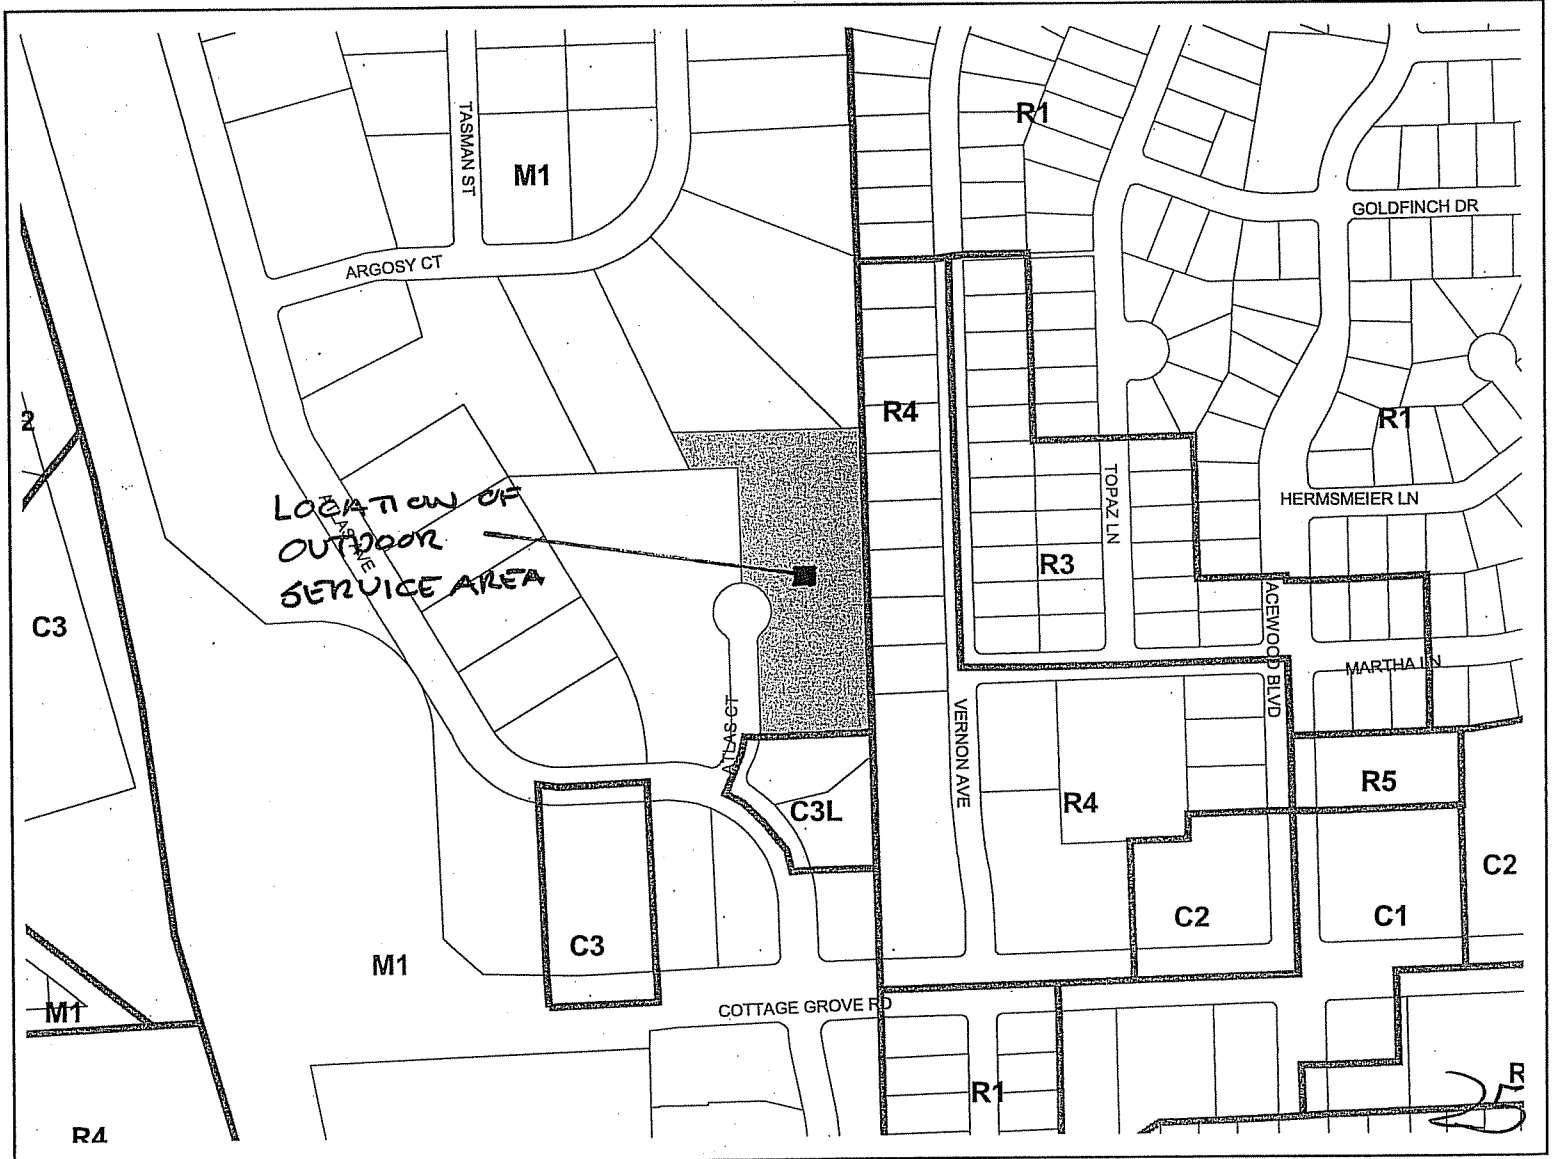 R1
TASMAN ST
M1
GOLDFINCH DR
ARGOSY CT
2
R4
R1
LOCATION OF
OUTDOOR
SERVICE AREA
TOPAZ LN
HERMSMEIER LN
R3
C3
ACEWOOD BLVD
MARTHA LN
ATLAS CT
VERNON AVE
C3L
R4
R5
C2
C2
C1
C3
M1
M1
COTTAGE GROVE RD
R1
R
25
R4